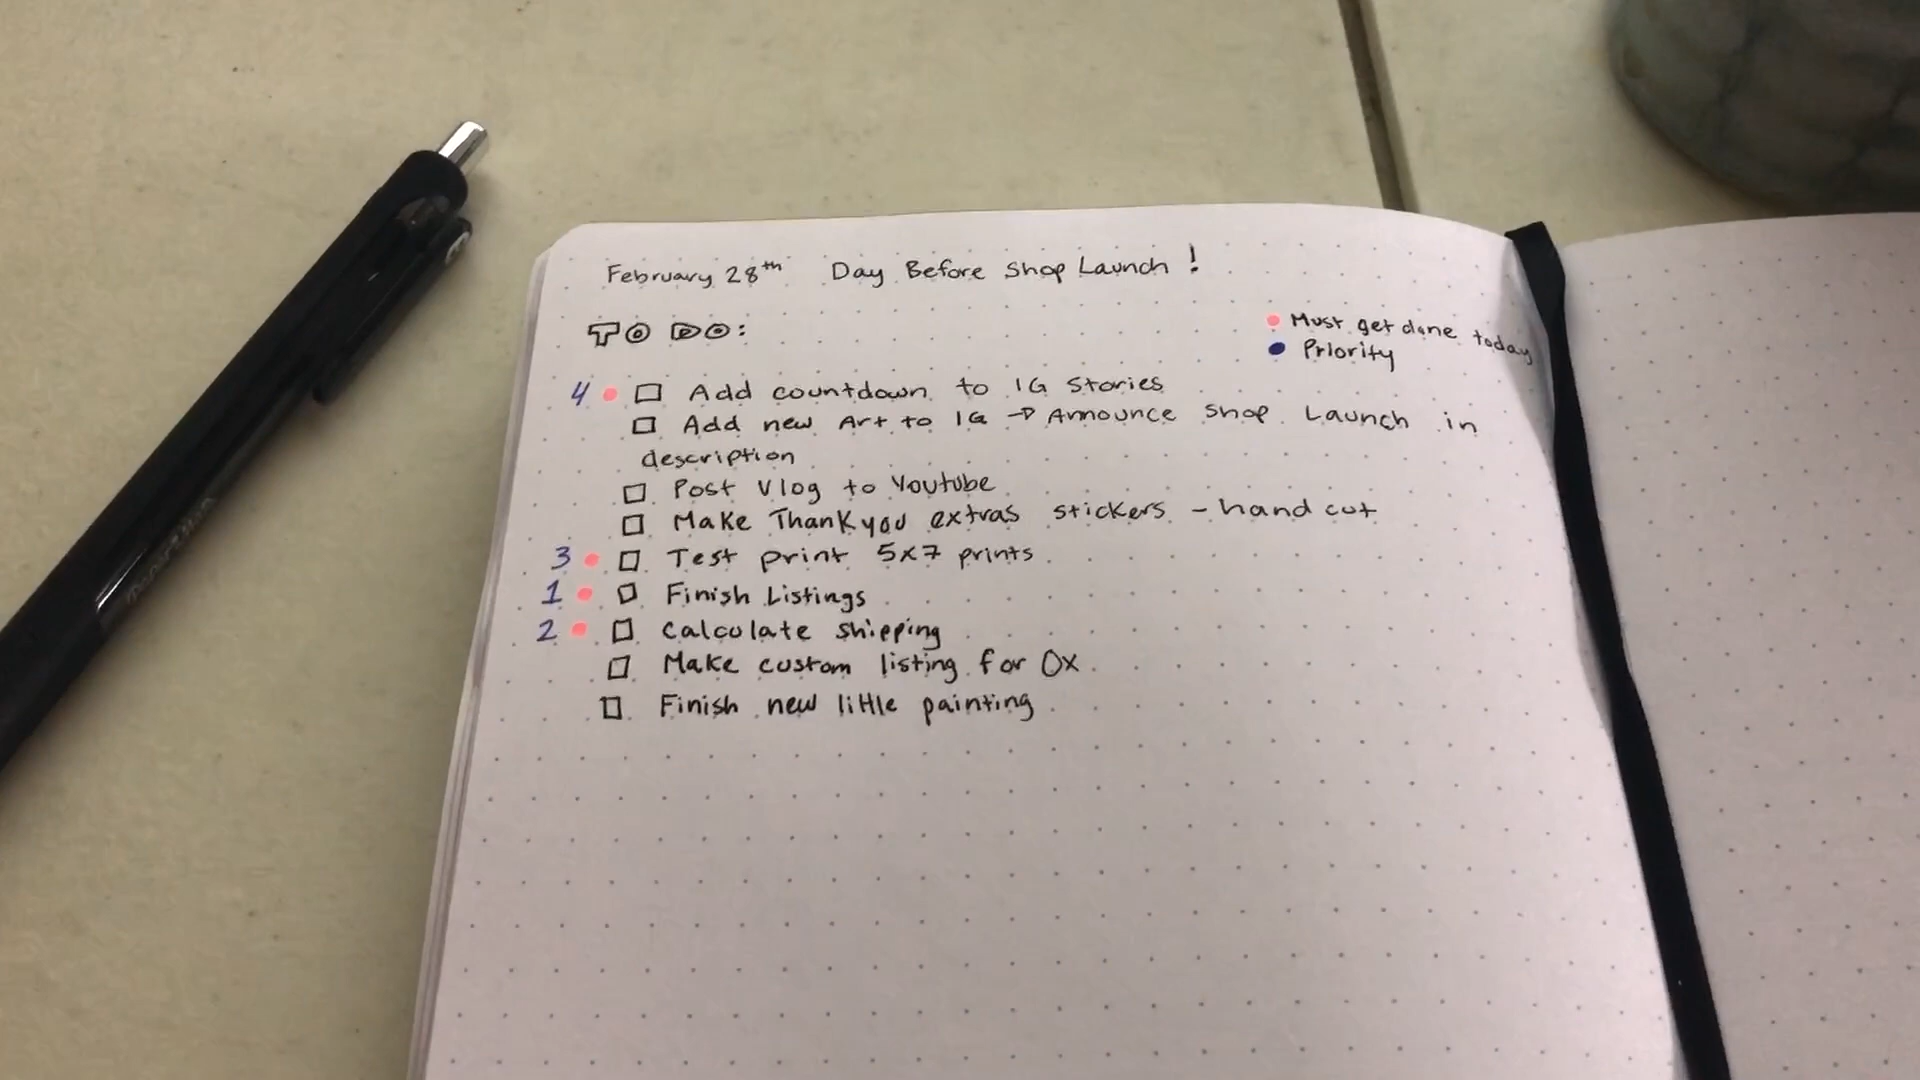 February 28th Day Before Shop Launch!
TO DO:
Must get done today
Priority
4 Add countdown to IG Stories
Add new Art to IG → Announce Shop Launch in
description
Post Vlog to Youtube
Make Thank you extras stickers - hand cut
3 Test print 5x7 prints
1 Finish Listings
2 Calculate shipping
Make custom listing for Ox
Finish new little painting